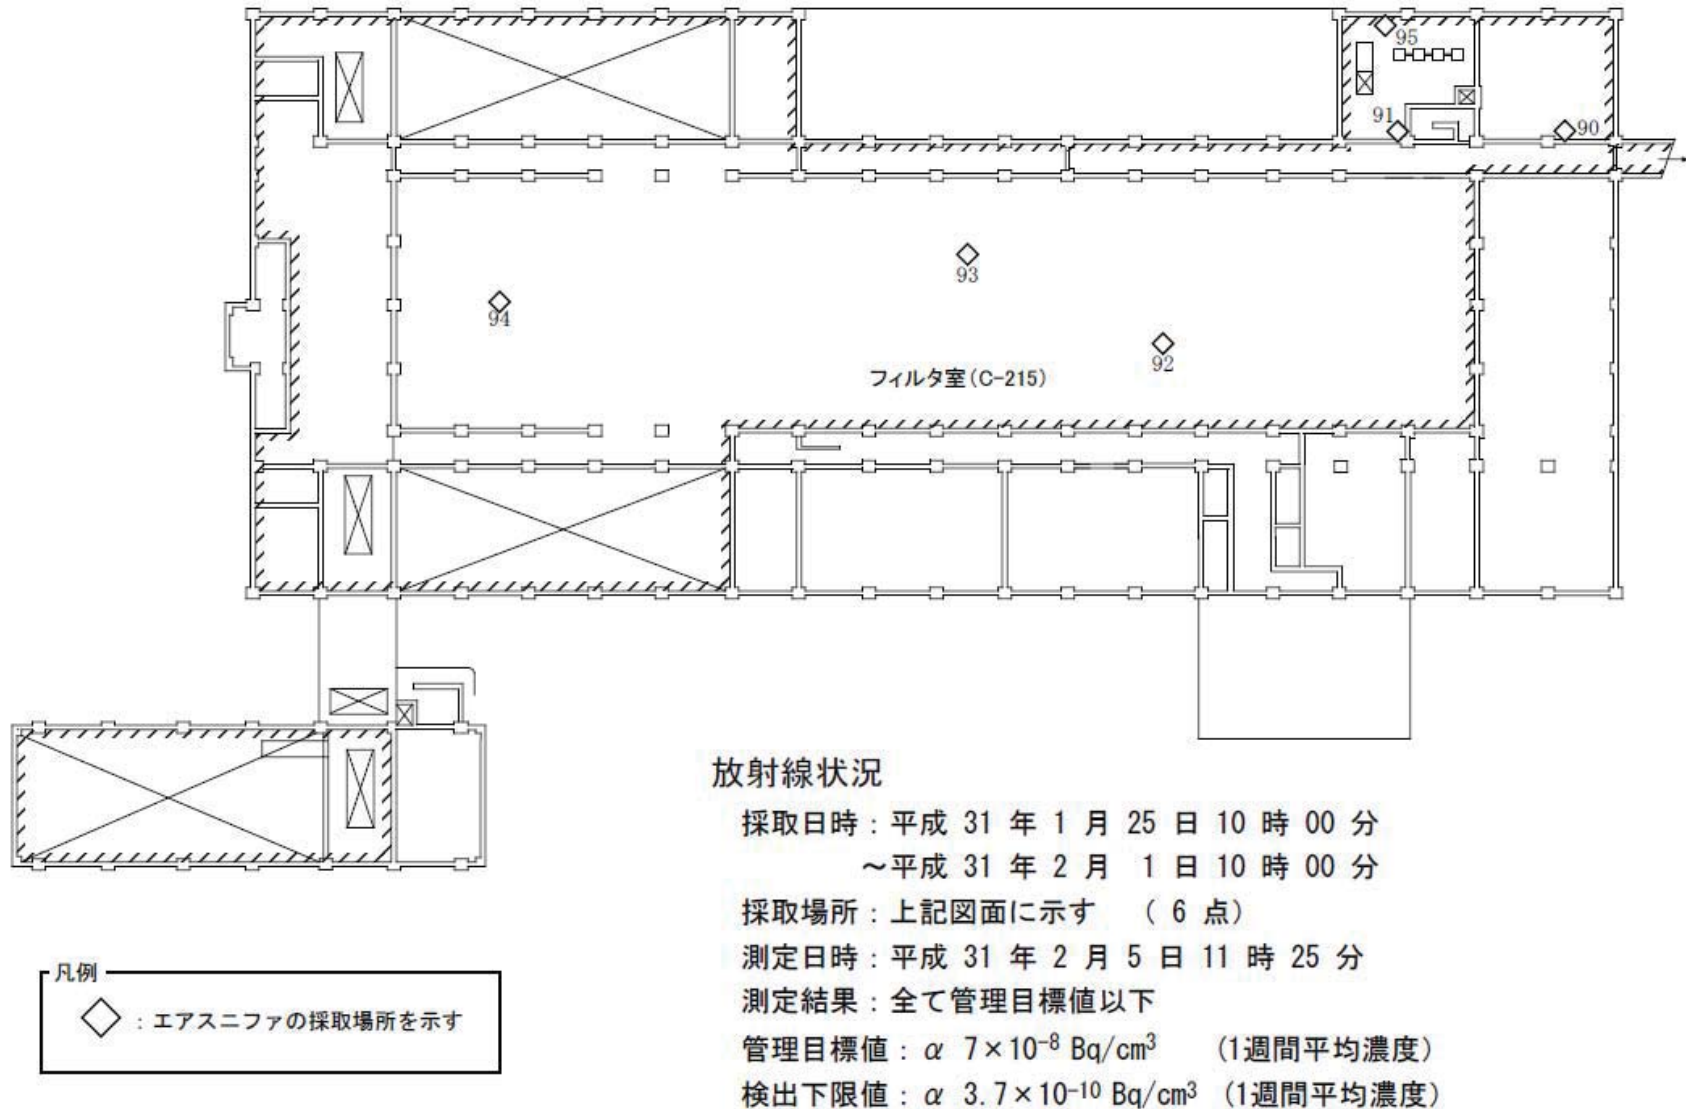 95
91
90
93
94
92
フィルタ室(C-215)
放射線状況
採取日時：平成 31 年 1 月 25 日 10 時 00 分
～平成 31 年 2 月 1 日 10 時 00 分
採取場所：上記図面に示す （ 6 点）
測定日時：平成 31 年 2 月 5 日 11 時 25 分
測定結果：全て管理目標値以下
管理目標値：α 7×10⁻⁸ Bq/cm³ （1週間平均濃度）
検出下限値：α 3.7×10⁻¹⁰ Bq/cm³ （1週間平均濃度）
凡例
◇：エアスニファの採取場所を示す